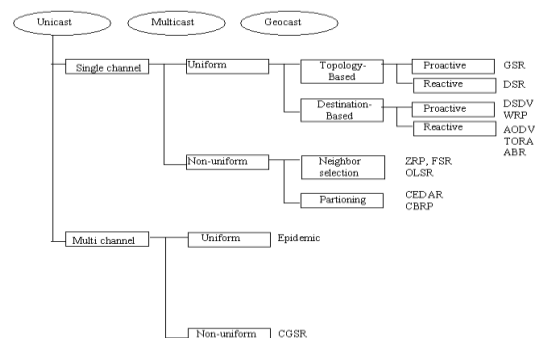 Unicast Multicast Geocast
Single channel Uniform Topology-Based Proactive GSR
Reactive DSR
Destination-Based Proactive DSDV
WRP
Reactive AODV
TORA
ABR
Non-uniform Neighbor selection ZRP, FSR
OLSR
Partioning CEDAR
CBRP
Multi channel Uniform Epidemic
Non-uniform CGSR